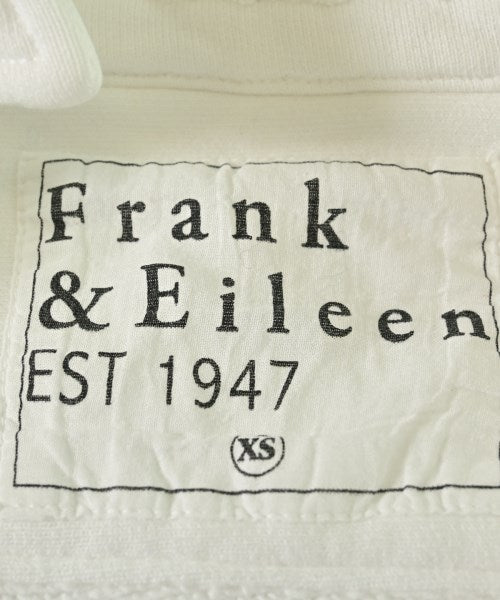 Frank
& Eileen
EST 1947
XS